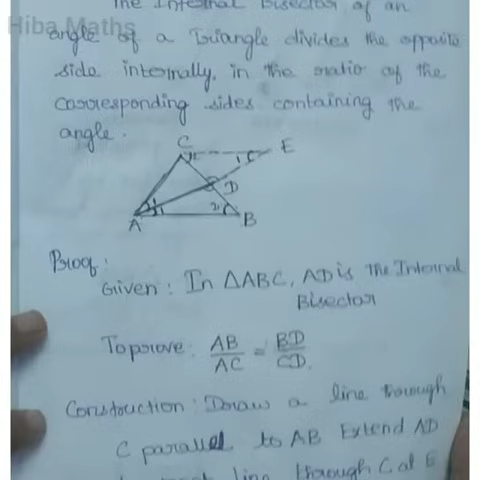 The Internal Bisector of an
Hiba Maths
angle of a Triangle divides the opposite
side internally in the ratio of the
corresponding sides containing the
angle.
C E
D
A B
Proof:
Given: In ΔABC, AD is the Internal
Bisector
To prove: AB/AC = BD/CD.
Construction: Draw a line through
C parallel to AB Extend AD
line through C at E